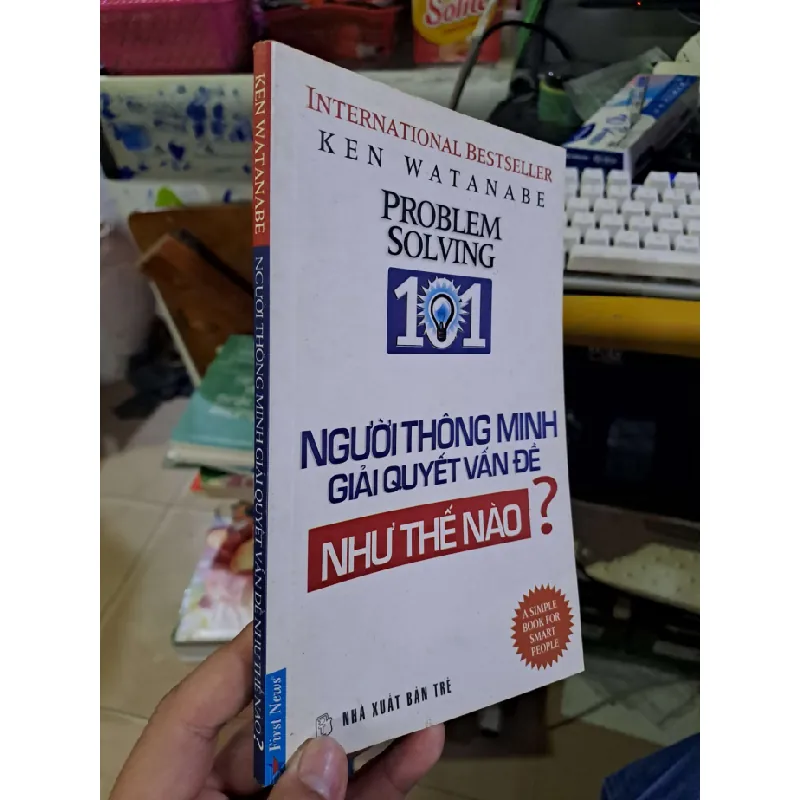 INTERNATIONAL BESTSELLER
KEN WATANABE
PROBLEM
SOLVING
101
NGƯỜI THÔNG MINH
GIẢI QUYẾT VẤN ĐỀ
NHƯ THẾ NÀO?
A SIMPLE
BOOK FOR
SMART
PEOPLE
NHÀ XUẤT BẢN TRẺ
KEN WATANABE
NGƯỜI THÔNG MINH GIẢI QUYẾT VẤN ĐỀ NHƯ THẾ NÀO?
First News
Solite